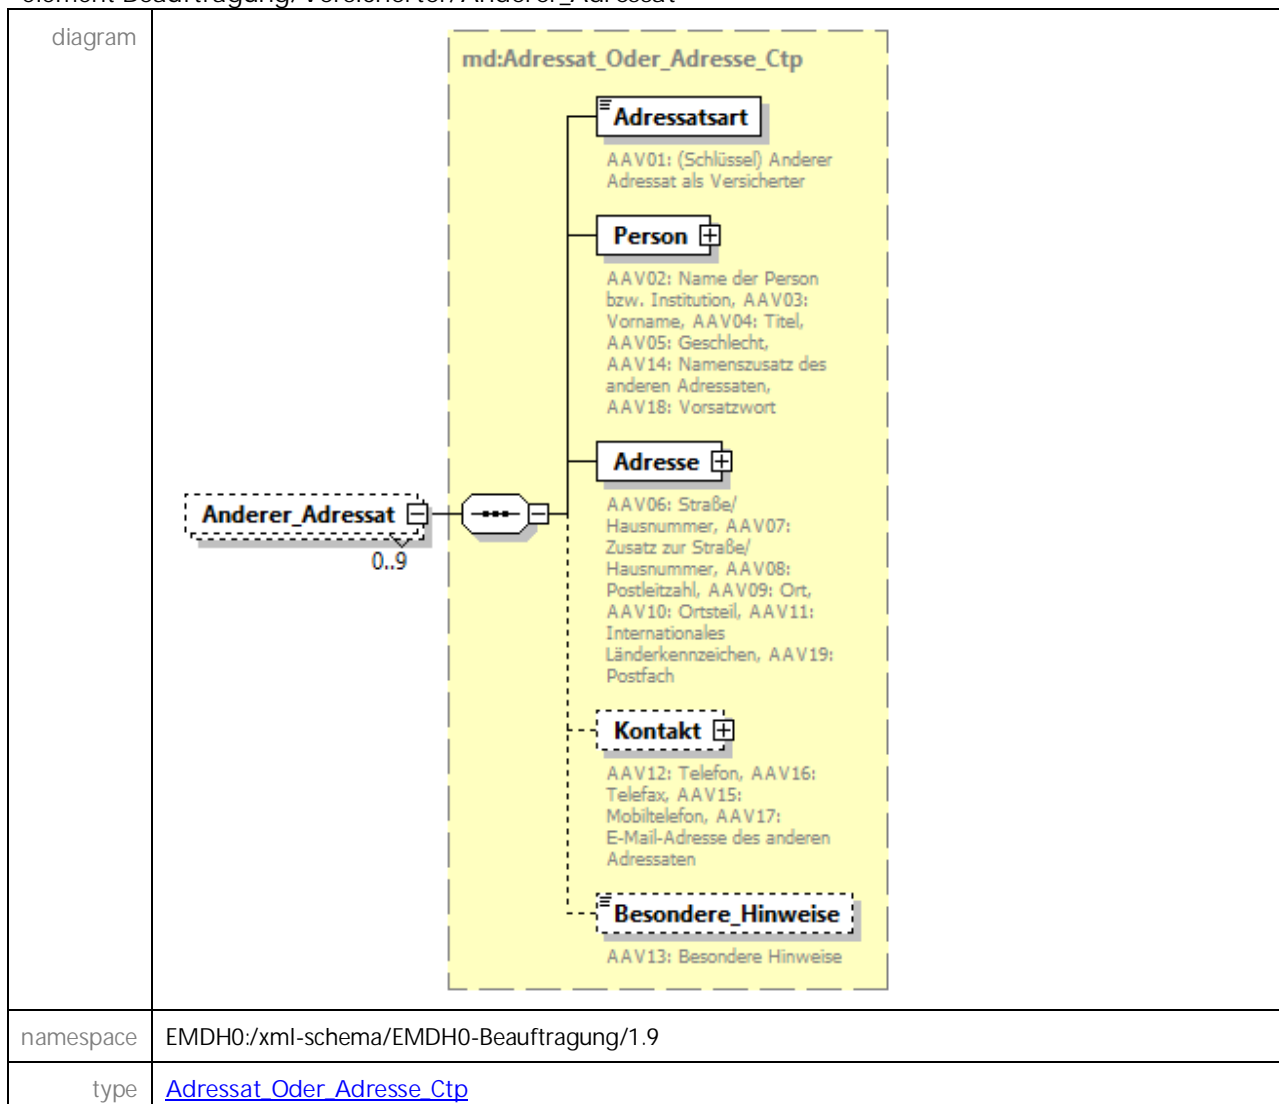 element Beauftragung/Versicherter/Anderer_Adressat
diagram
md:Adressat_Oder_Adresse_Ctp
Adressatsart
AAV01: (Schlüssel) Anderer
Adressat als Versicherter
Person
AAV02: Name der Person
bzw. Institution, AAV03:
Vorname, AAV04: Titel,
AAV05: Geschlecht,
AAV14: Namenszusatz des
anderen Adressaten,
AAV18: Vorsatzwort
Adresse
AAV06: Straße/
Hausnummer, AAV07:
Zusatz zur Straße/
Hausnummer, AAV08:
Postleitzahl, AAV09: Ort,
AAV10: Ortsteil, AAV11:
Internationales
Länderkennzeichen, AAV19:
Postfach
Anderer_Adressat
0..9
Kontakt
AAV12: Telefon, AAV16:
Telefax, AAV15:
Mobiltelefon, AAV17:
E-Mail-Adresse des anderen
Adressaten
Besondere_Hinweise
AAV13: Besondere Hinweise
namespace EMDH0:/xml-schema/EMDH0-Beauftragung/1.9
type Adressat_Oder_Adresse_Ctp